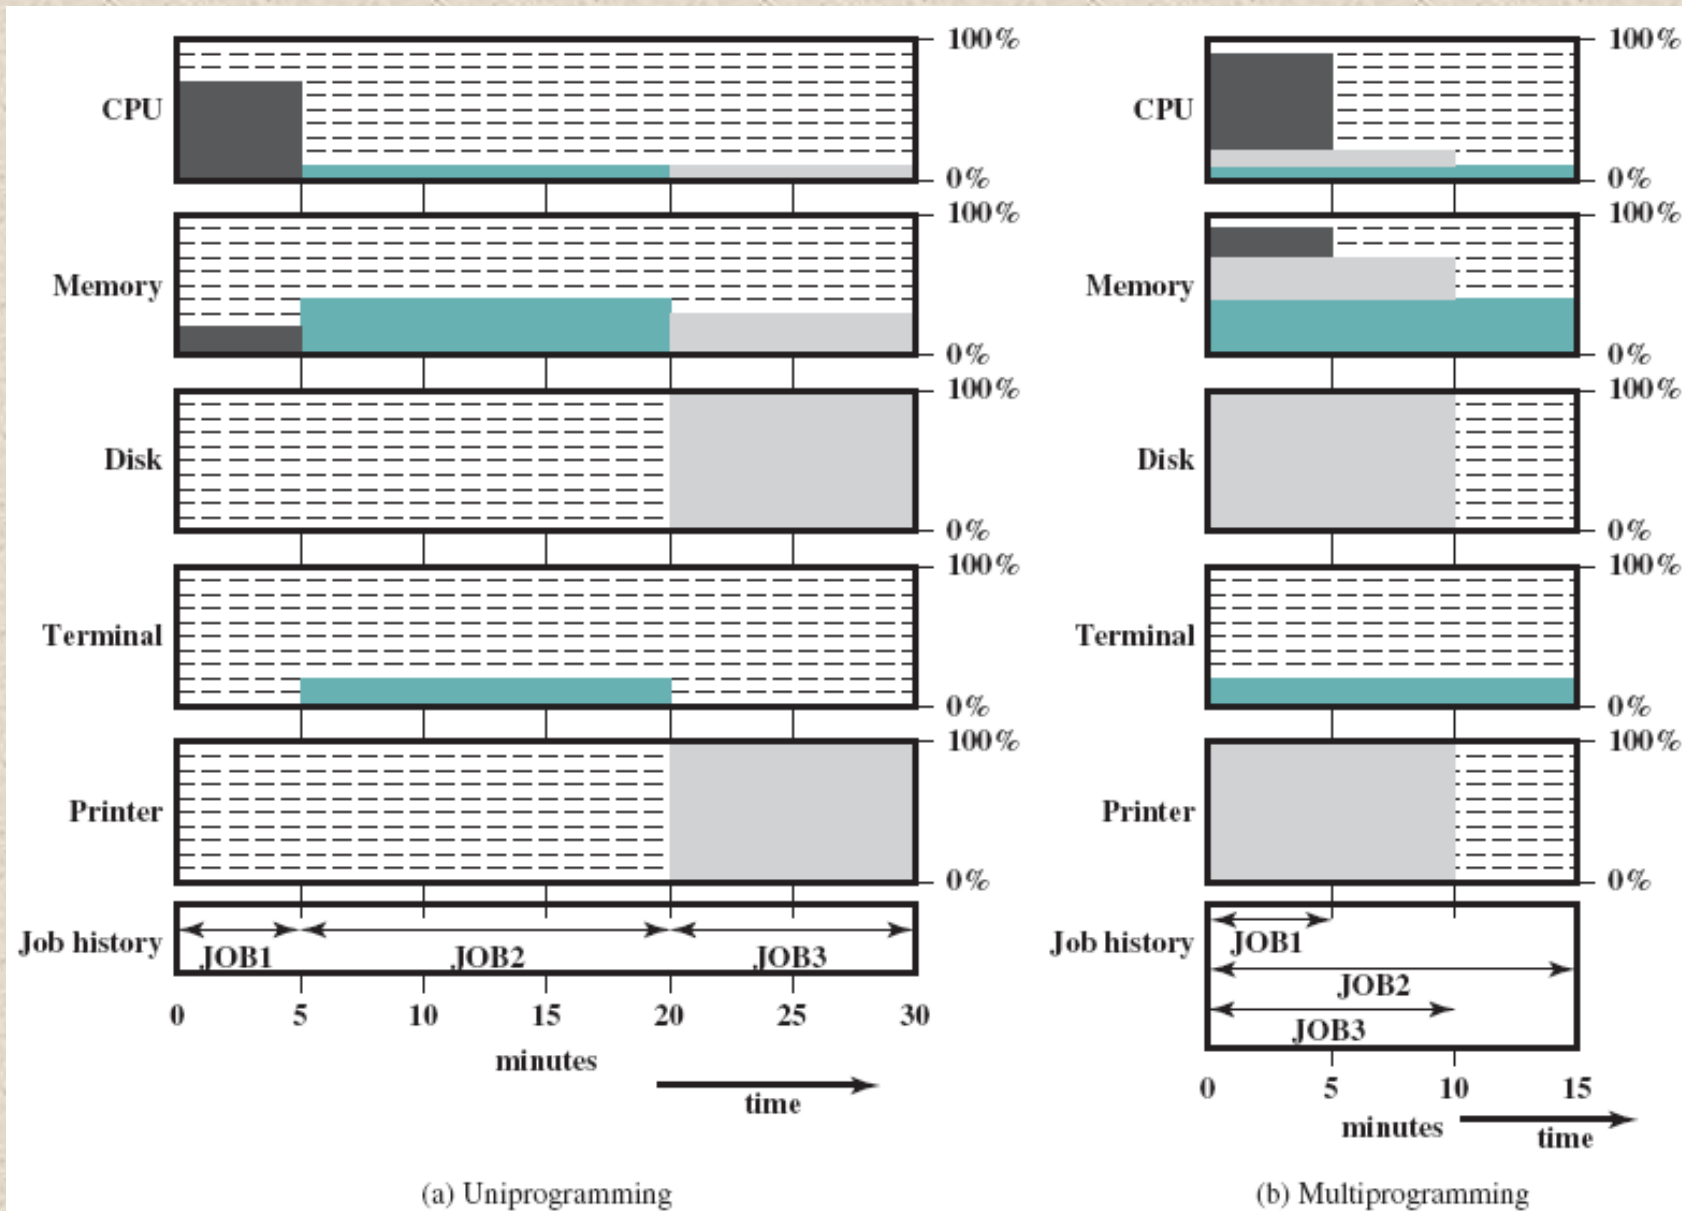 100%
CPU
0%
100%
Memory
0%
100%
Disk
0%
100%
Terminal
0%
100%
Printer
0%
Job history
JOB1 JOB2 JOB3
0 5 10 15 20 25 30
minutes
time
(a) Uniprogramming
100%
CPU
0%
100%
Memory
0%
100%
Disk
0%
100%
Terminal
0%
100%
Printer
0%
Job history
JOB1
JOB2
JOB3
0 5 10 15
minutes
time
(b) Multiprogramming